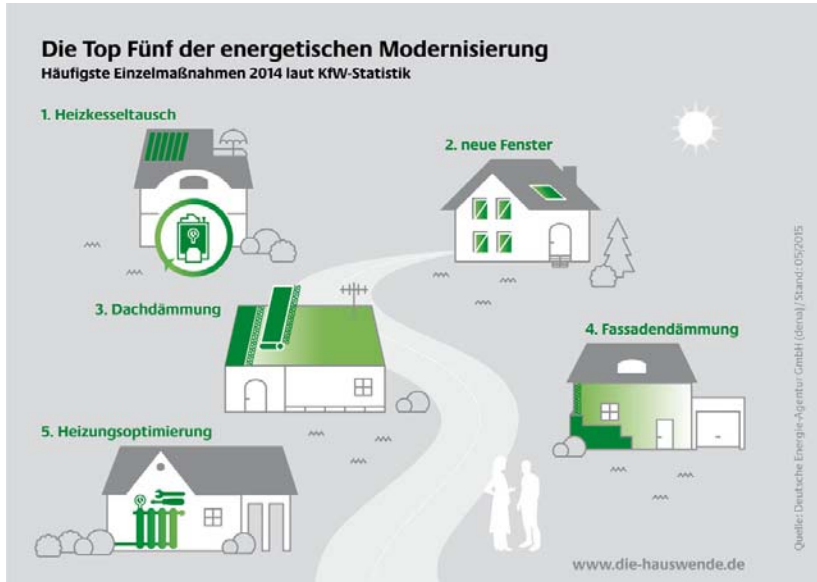 Die Top Fünf der energetischen Modernisierung
Häufigste Einzelmaßnahmen 2014 laut KfW-Statistik
1. Heizkesseltausch
2. neue Fenster
3. Dachdämmung
4. Fassadendämmung
5. Heizungsoptimierung
www.die-hauswende.de
Quelle: Deutsche Energie-Agentur GmbH (dena) / Stand: 05/2015